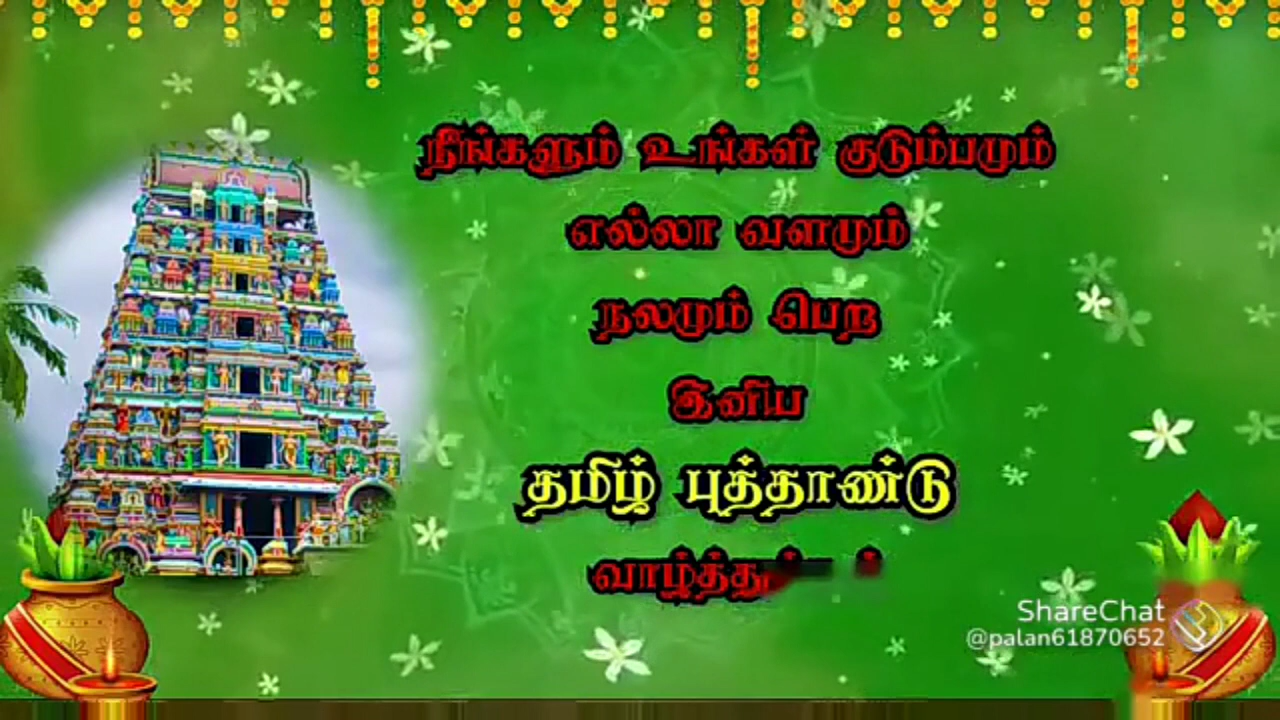 நீங்களும் உங்கள் குடும்பமும்
எல்லா வளமும்
நலமும் பெற
இனிய
தமிழ் புத்தாண்டு
ShareChat
@palan61870652